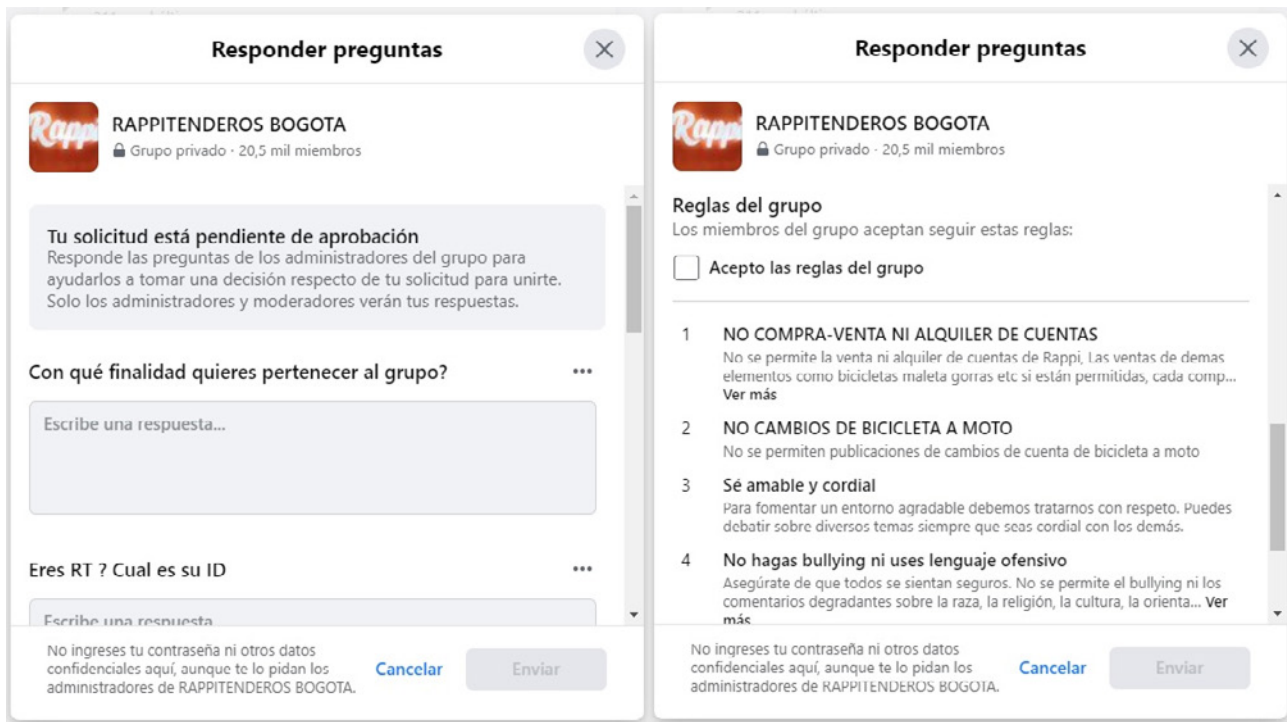 Responder preguntas
Rappi
RAPPITENDEROS BOGOTA
Grupo privado · 20,5 mil miembros
Tu solicitud está pendiente de aprobación
Responde las preguntas de los administradores del grupo para
ayudarlos a tomar una decisión respecto de tu solicitud para unirte.
Solo los administradores y moderadores verán tus respuestas.
Con qué finalidad quieres pertenecer al grupo?
Escribe una respuesta...
Eres RT ? Cual es su ID
Escribe una respuesta
No ingreses tu contraseña ni otros datos
confidenciales aquí, aunque te lo pidan los
administradores de RAPPITENDEROS BOGOTA.
Cancelar
Enviar
Responder preguntas
Rappi
RAPPITENDEROS BOGOTA
Grupo privado · 20,5 mil miembros
Reglas del grupo
Los miembros del grupo aceptan seguir estas reglas:
Acepto las reglas del grupo
1 NO COMPRA-VENTA NI ALQUILER DE CUENTAS
No se permite la venta ni alquiler de cuentas de Rappi, Las ventas de demas
elementos como bicicletas maleta gorras etc si están permitidas, cada comp...
Ver más
2 NO CAMBIOS DE BICICLETA A MOTO
No se permiten publicaciones de cambios de cuenta de bicicleta a moto
3 Sé amable y cordial
Para fomentar un entorno agradable debemos tratarnos con respeto. Puedes
debatir sobre diversos temas siempre que seas cordial con los demás.
4 No hagas bullying ni uses lenguaje ofensivo
Asegúrate de que todos se sientan seguros. No se permite el bullying ni los
comentarios degradantes sobre la raza, la religión, la cultura, la orienta... Ver
más
No ingreses tu contraseña ni otros datos
confidenciales aquí, aunque te lo pidan los
administradores de RAPPITENDEROS BOGOTA.
Cancelar
Enviar